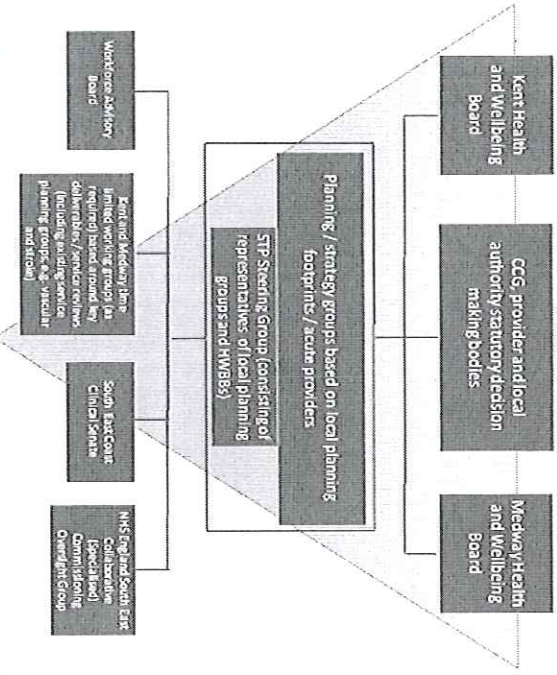 Kent Health
and Wellbeing
Board
CCG, provider and local
authority statutory decision
making bodies
Medway Health
and Wellbeing
Board
Planning / strategy groups based on local planning
footprints / acute providers
STP Steering Group (consisting of
representatives of local planning
groups and HWBBs)
Workforce Advisory
Board
Kent and Medway time
limited working groups (as
required) based around key
deliverables / service reviews
(including existing service
planning groups, e.g. vascular
and stroke)
South East Coast
Clinical Senate
NHS England South East
Collaborative
(Specialised)
Commissioning
Oversight Group